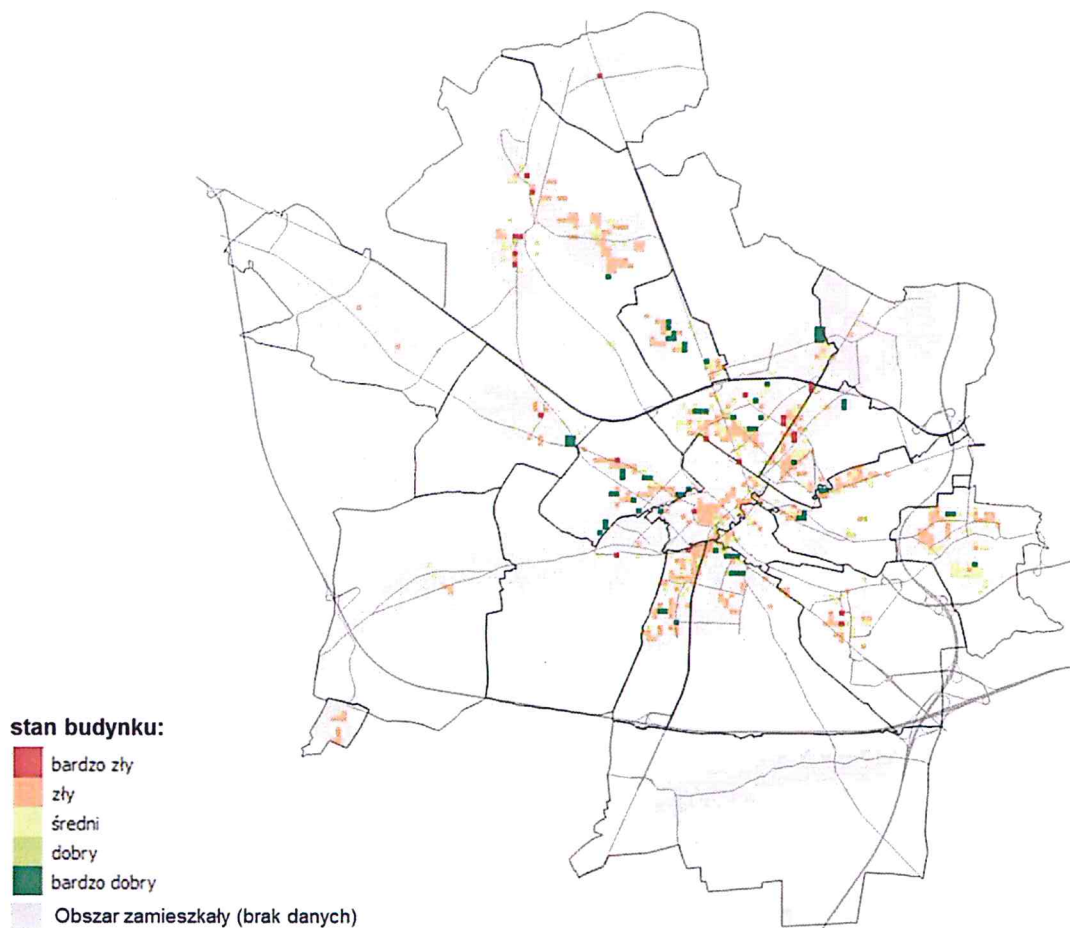 stan budynku:
bardzo zły
zły
średni
dobry
bardzo dobry
Obszar zamieszkały (brak danych)